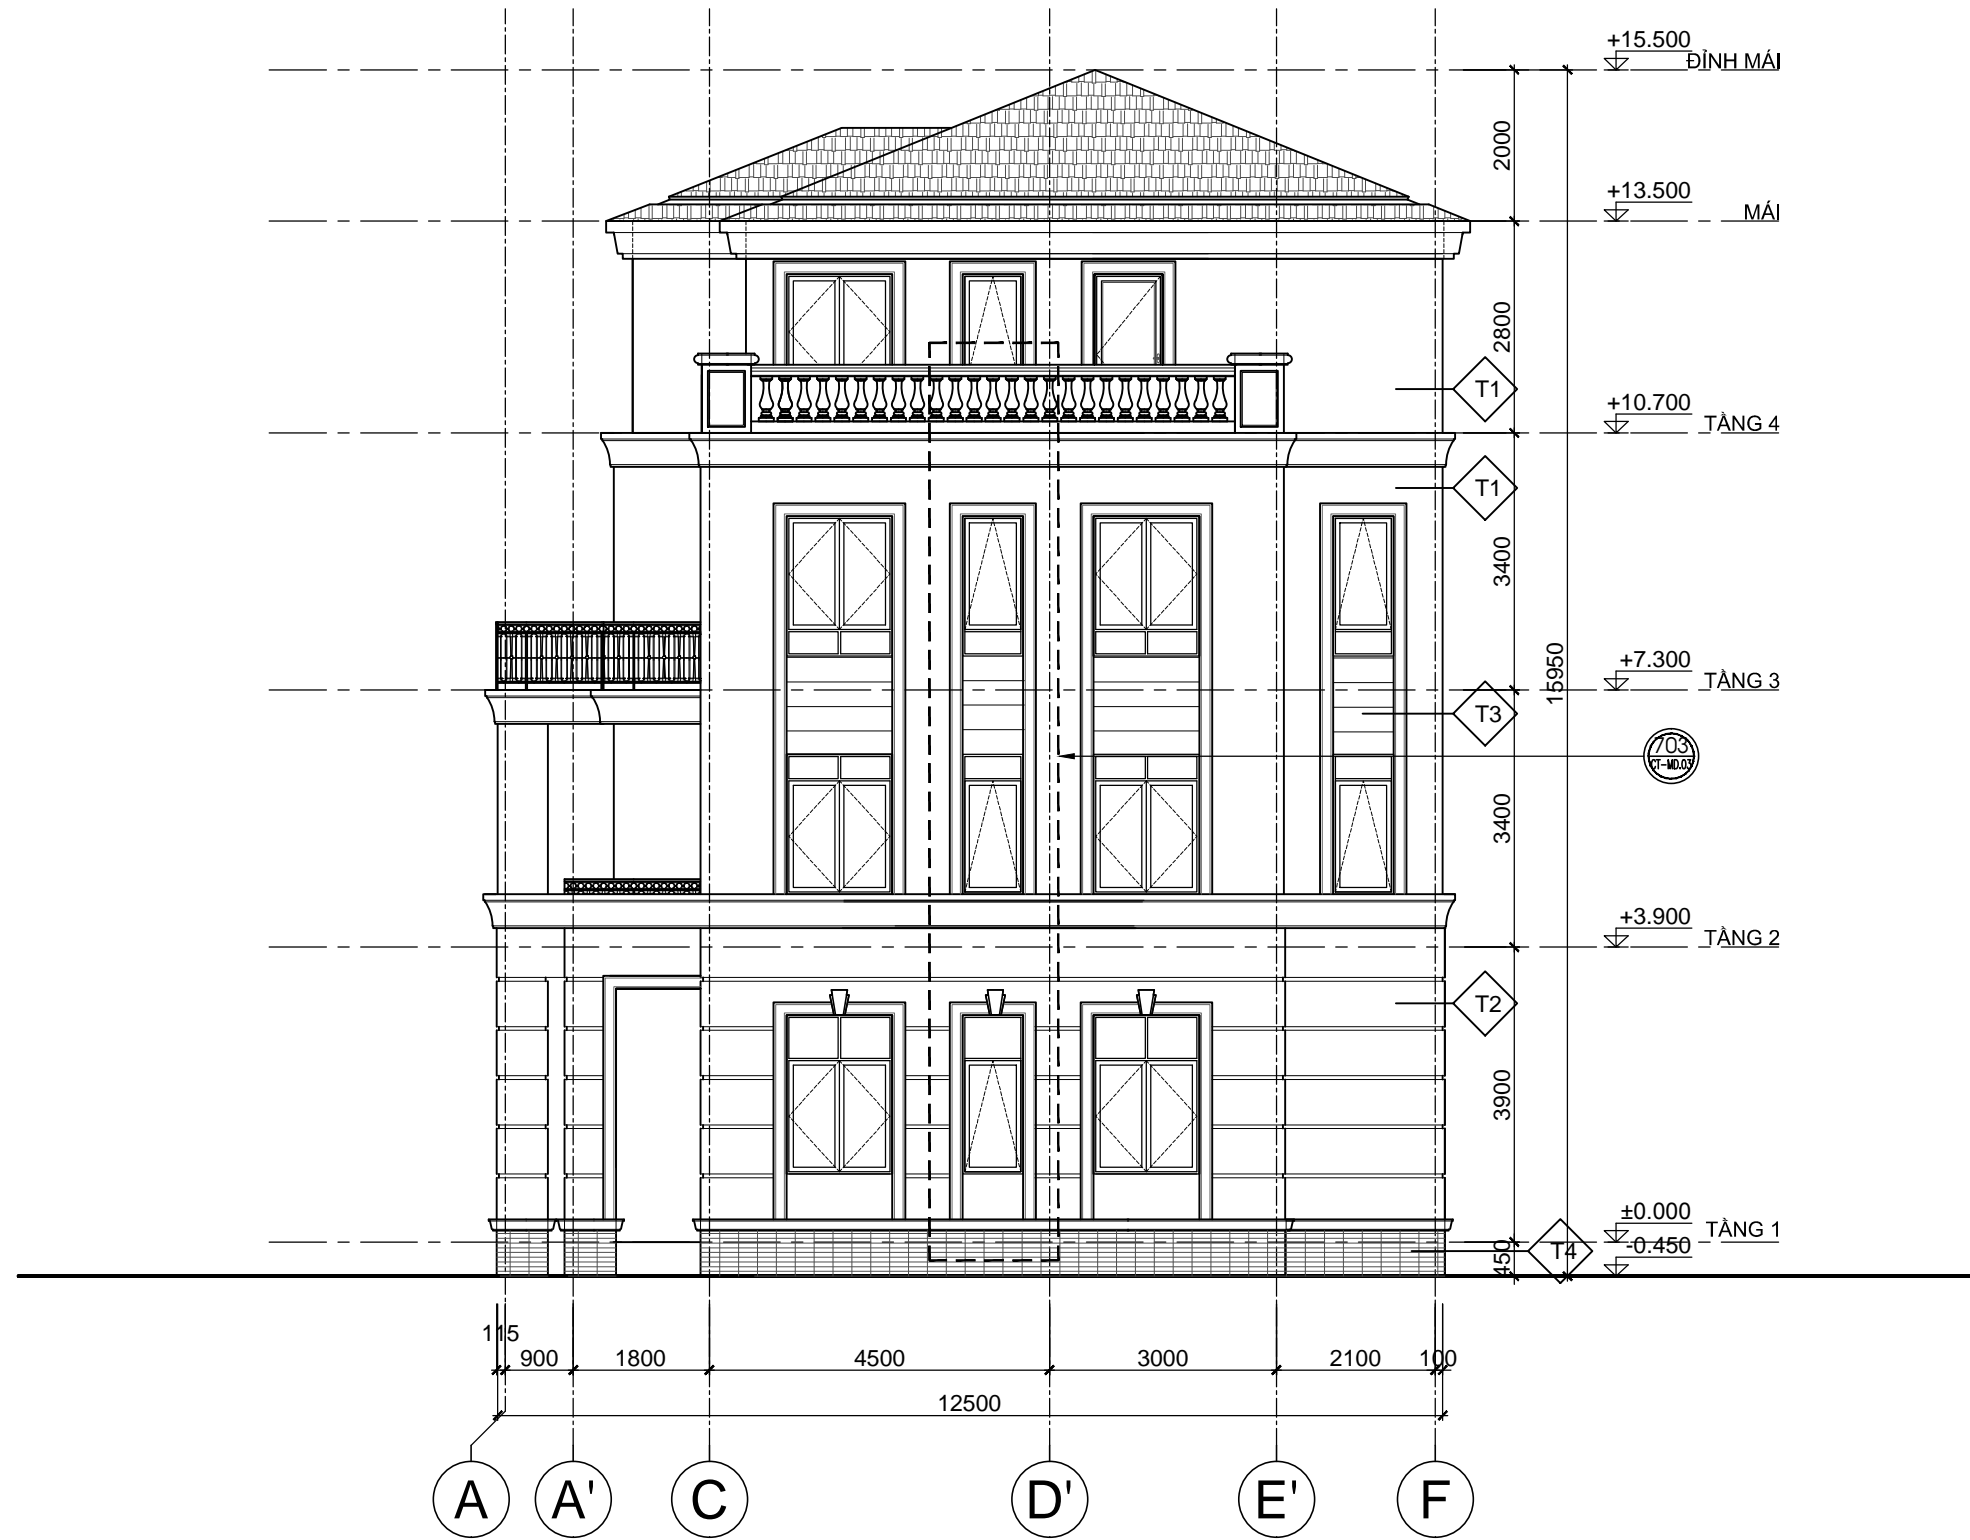 +15.500
ĐỈNH MÁI
2000
+13.500
MÁI
2800
T1
+10.700
TẦNG 4
T1
3400
15950
+7.300
TẦNG 3
T3
703
CT-MD.03
3400
+3.900
TẦNG 2
T2
3900
±0.000
TẦNG 1
-0.450
T4
450
115
900
1800
4500
3000
2100
100
12500
A
A'
C
D'
E'
F